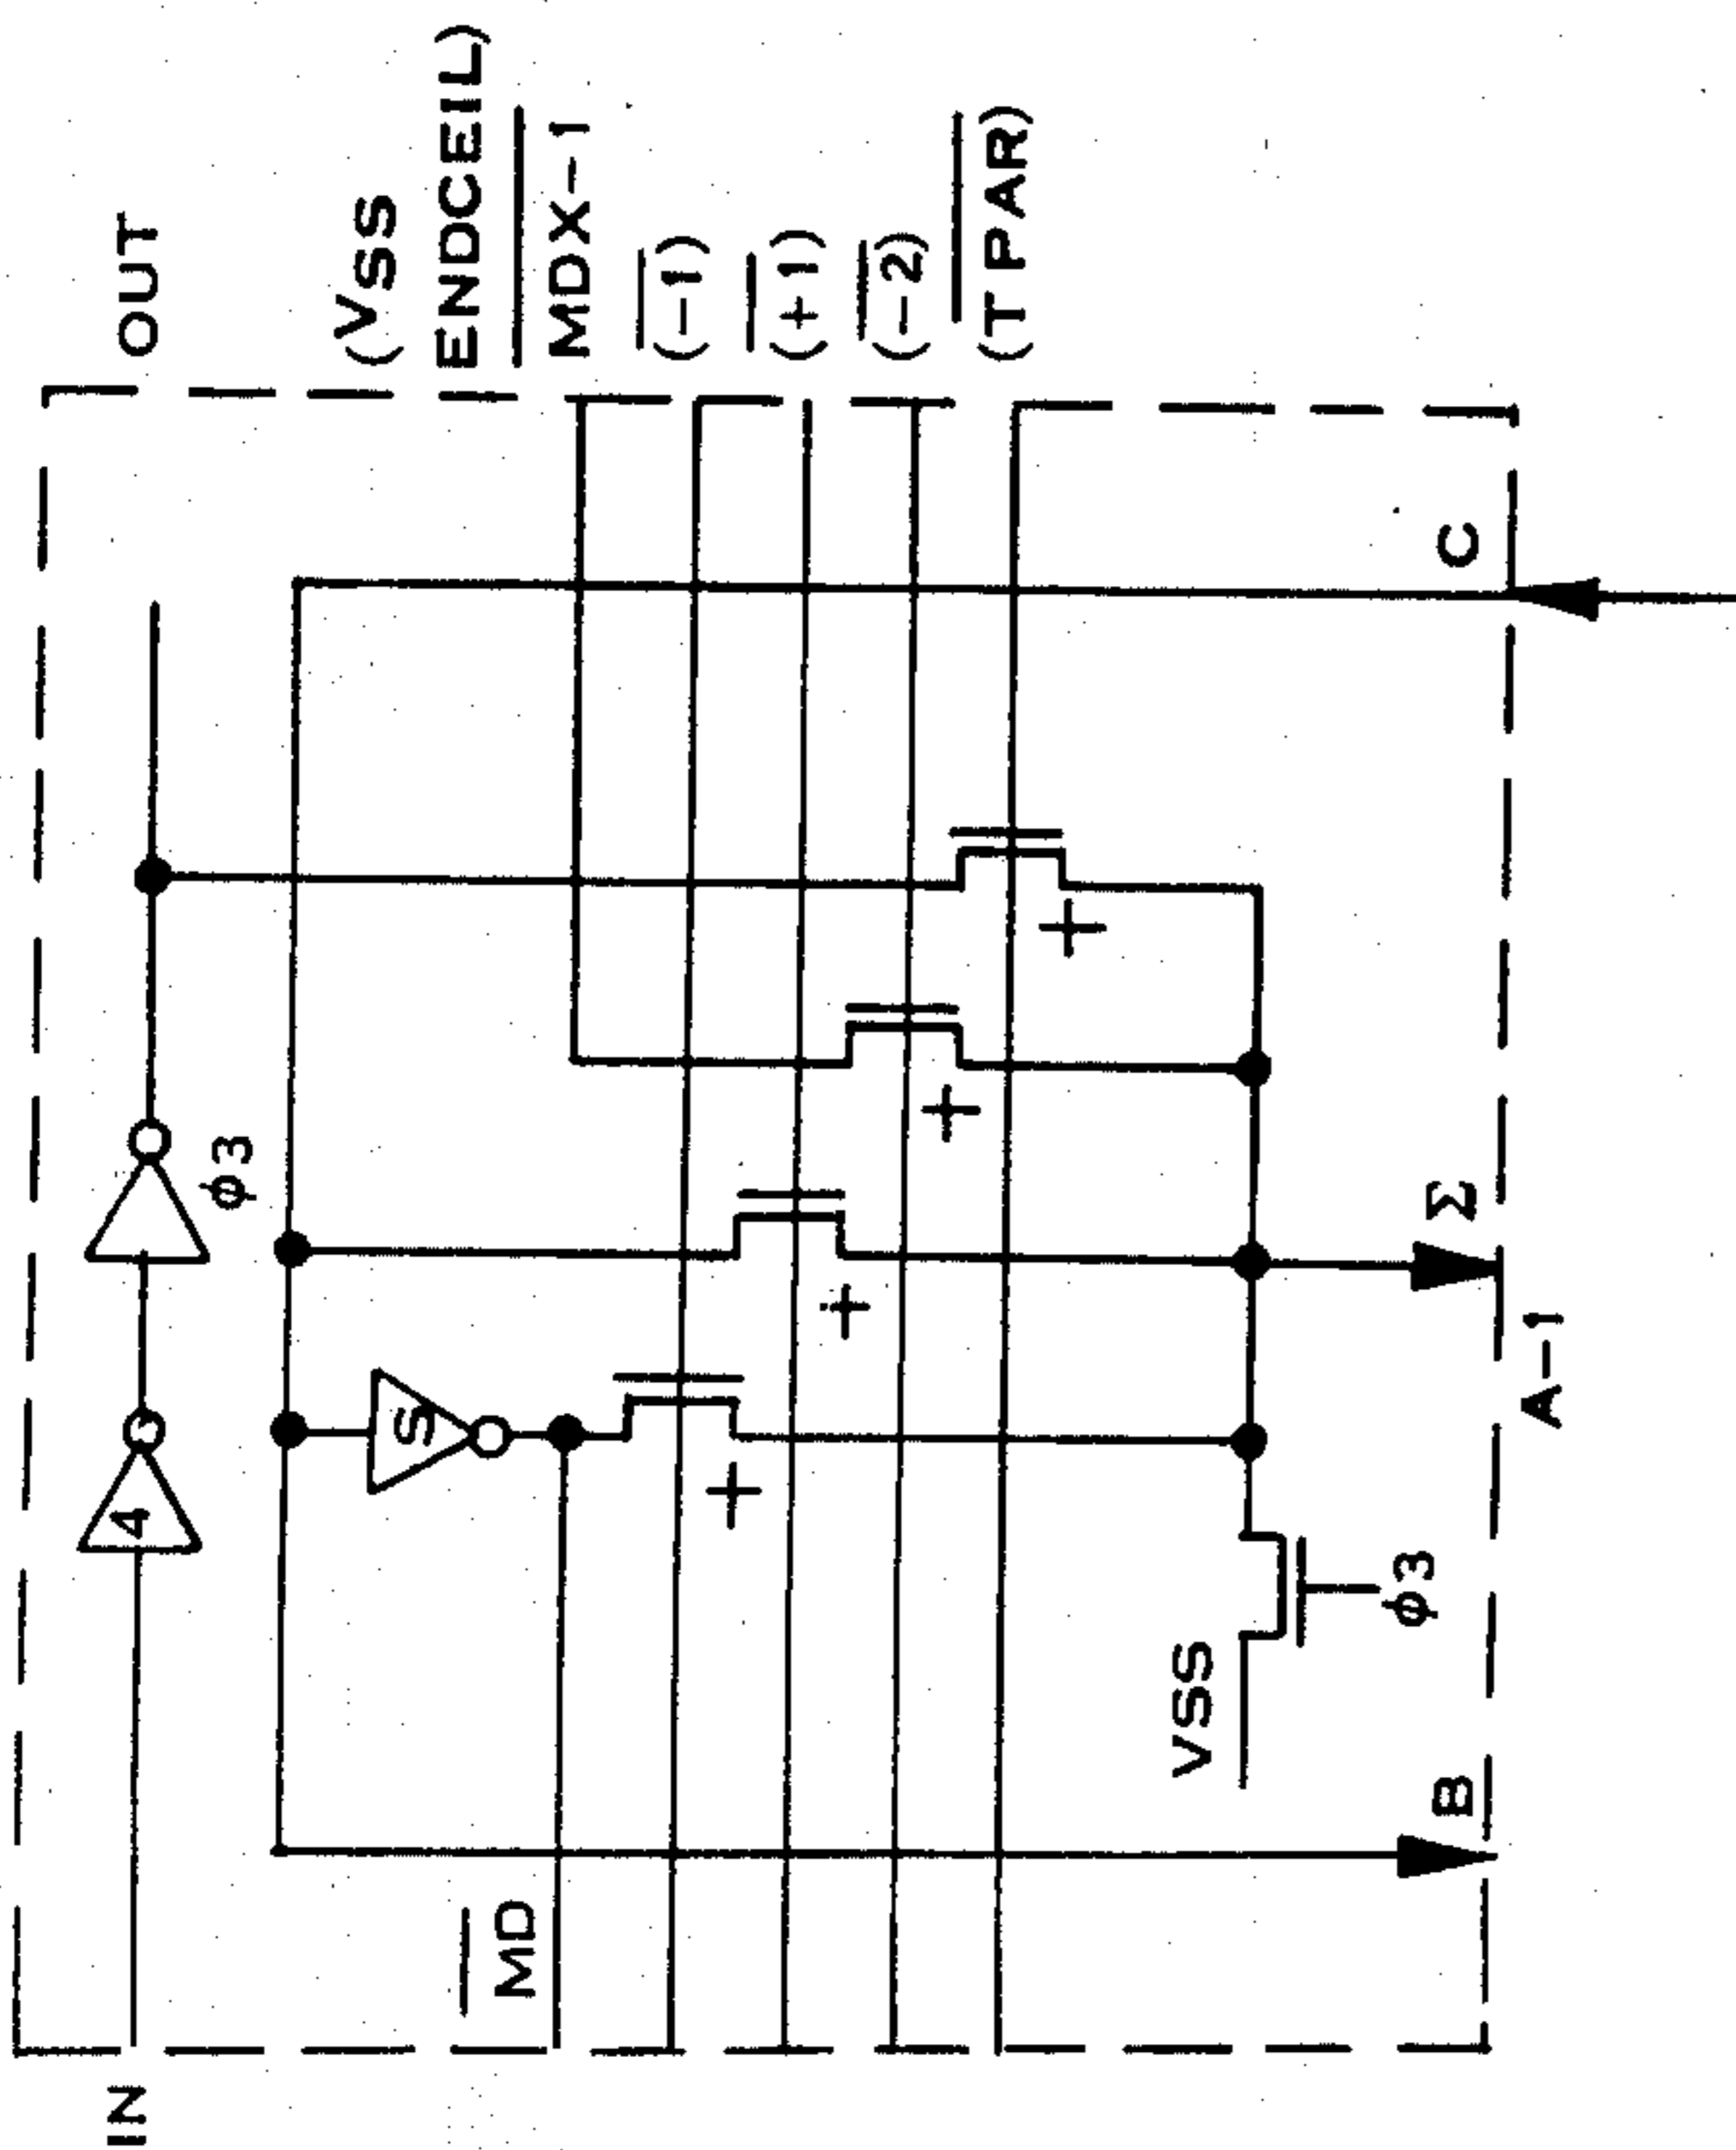 IN
OUT
4
φ3
(VSS
ENDCEIL)
MD
MDX-1
S
(-1)
(+1)
(-2)
(TPAR)
+
+
+
+
VSS
φ3
B
Σ
C
A-1